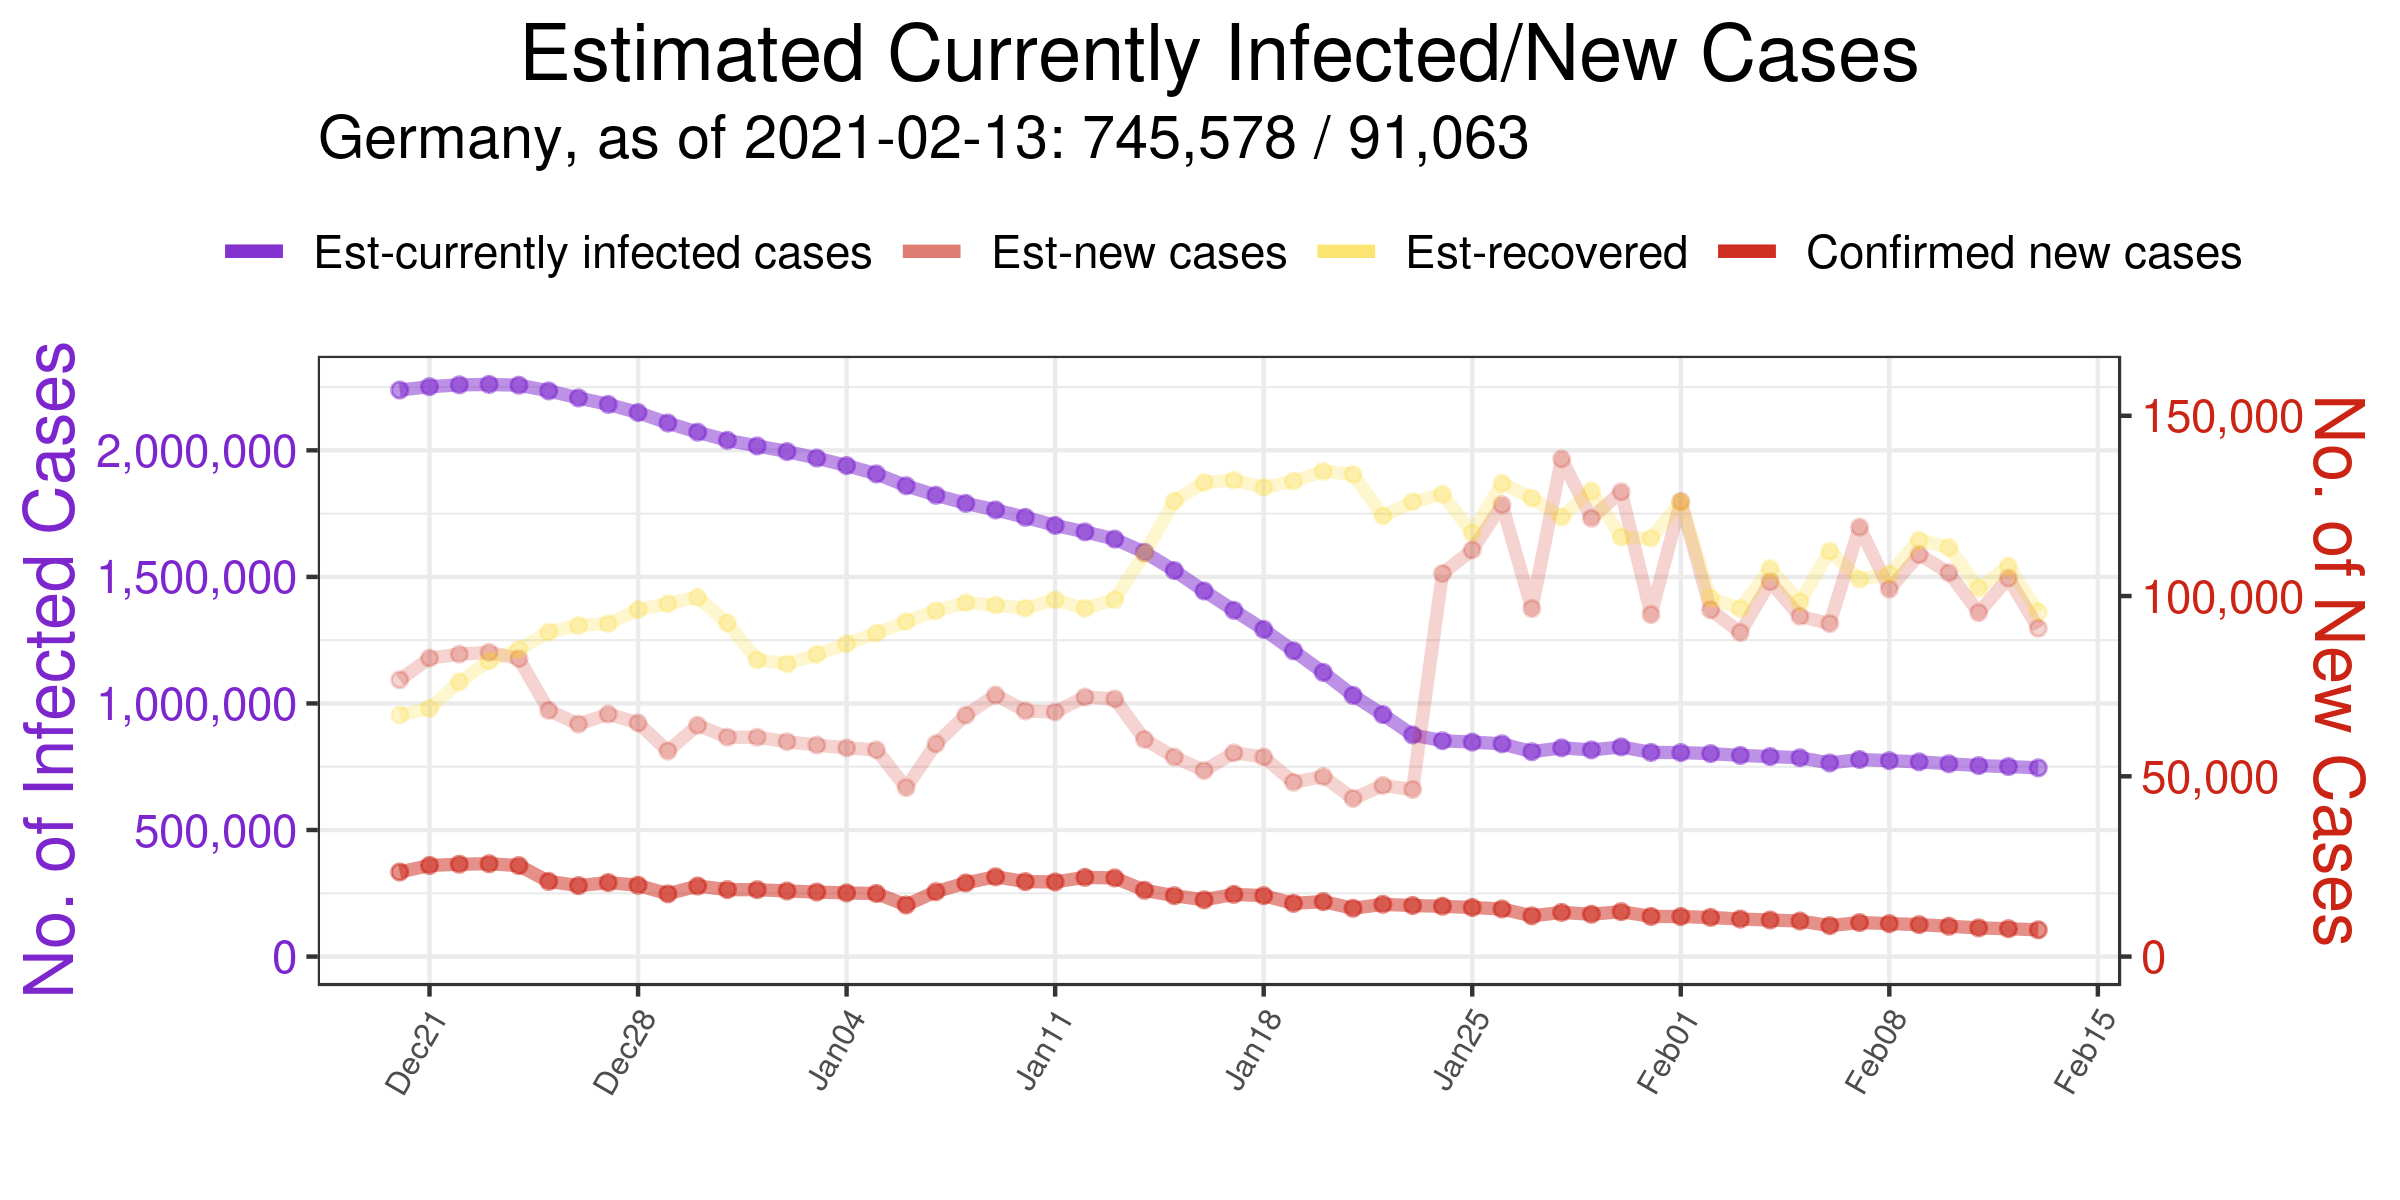 Estimated Currently Infected/New Cases
Germany, as of 2021-02-13: 745,578 / 91,063
Est-currently infected cases Est-new cases Est-recovered Confirmed new cases
No. of Infected Cases
2,000,000
1,500,000
1,000,000
500,000
0
150,000
100,000
50,000
0
No. of New Cases
Dec21 Dec28 Jan04 Jan11 Jan18 Jan25 Feb01 Feb08 Feb15